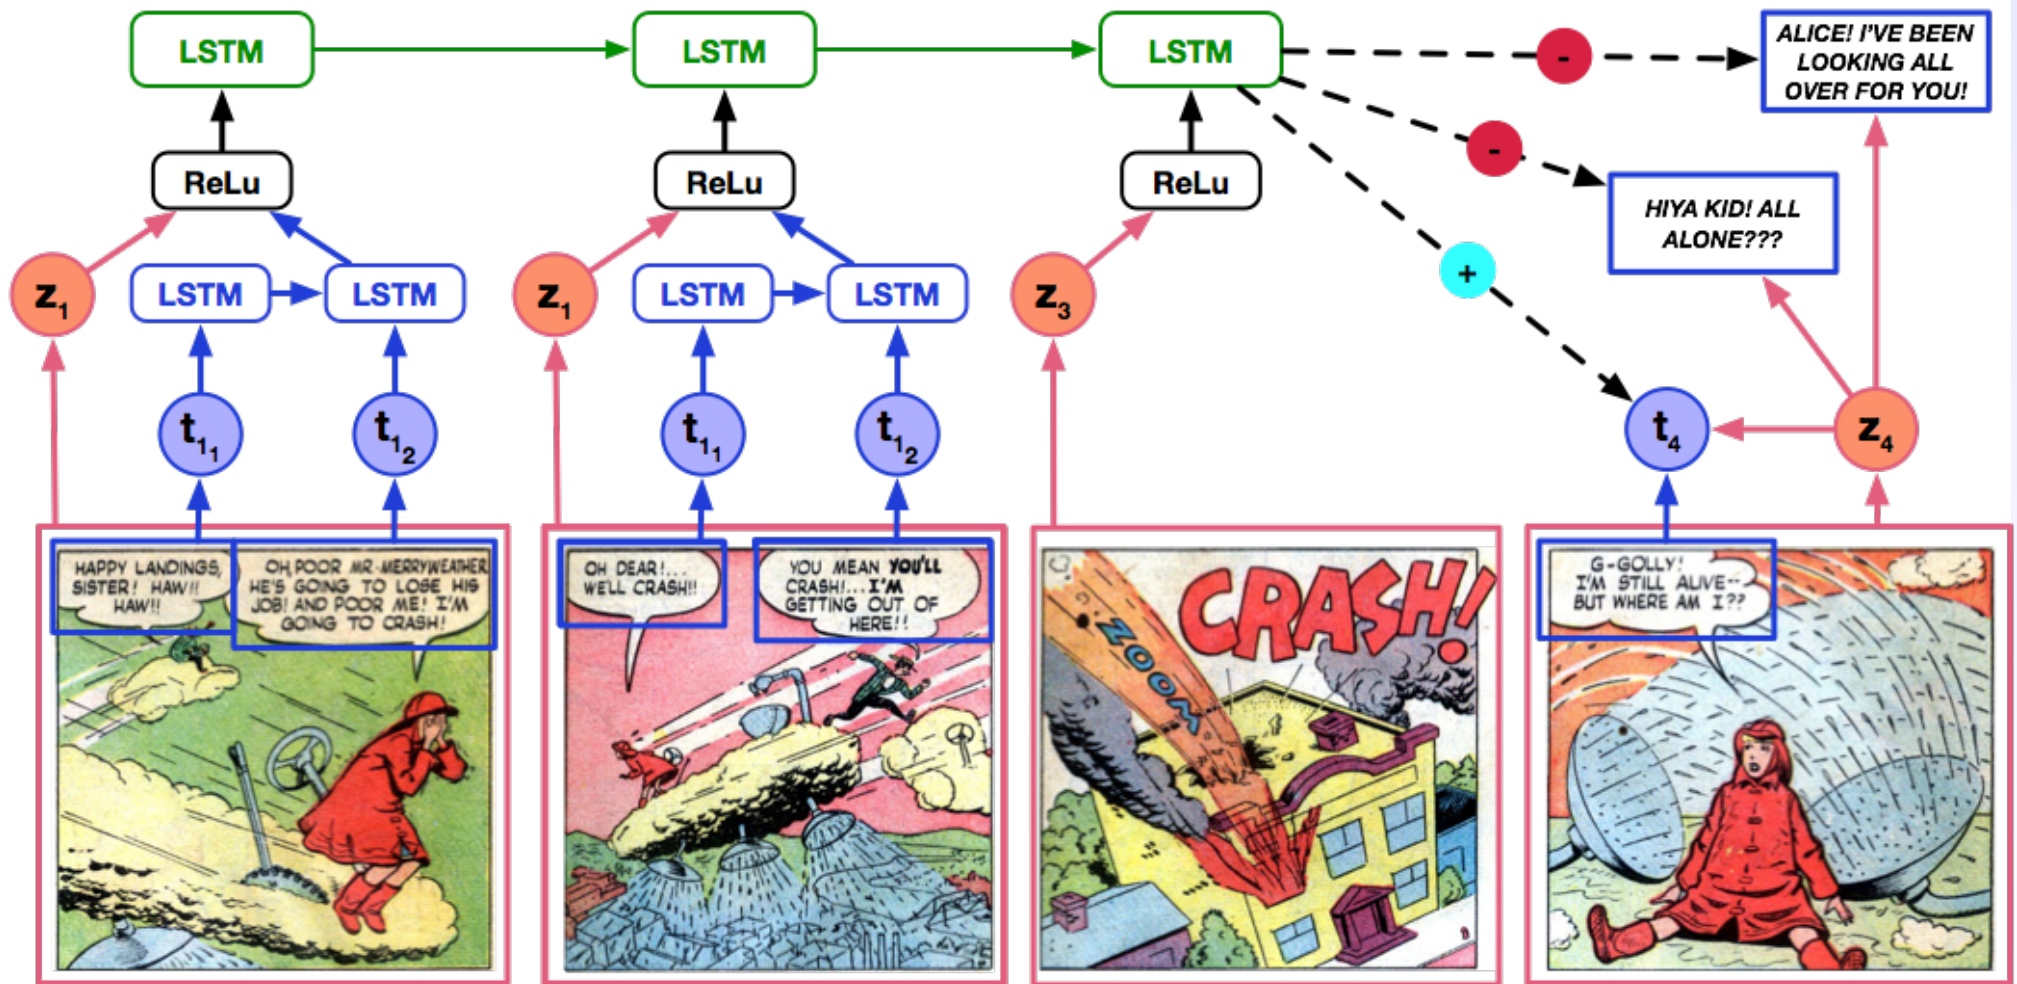 LSTM
LSTM
LSTM
-
ALICE! I'VE BEEN
LOOKING ALL
OVER FOR YOU!
ReLu
ReLu
ReLu
-
HIYA KID! ALL
ALONE???
+
z1
LSTM
LSTM
z1
LSTM
LSTM
z3
t11
t12
t11
t12
t4
z4
HAPPY LANDINGS,
SISTER! HAW!!
HAW!!
OH, POOR MR. MERRYWEATHER
HE'S GOING TO LOSE HIS
JOB! AND POOR ME! I'M
GOING TO CRASH!
OH DEAR!...
WE'LL CRASH!!
YOU MEAN YOU'LL
CRASH!...I'M
GETTING OUT OF
HERE!!
CRASH!
ZOOM
G-GOLLY!
I'M STILL ALIVE--
BUT WHERE AM I??